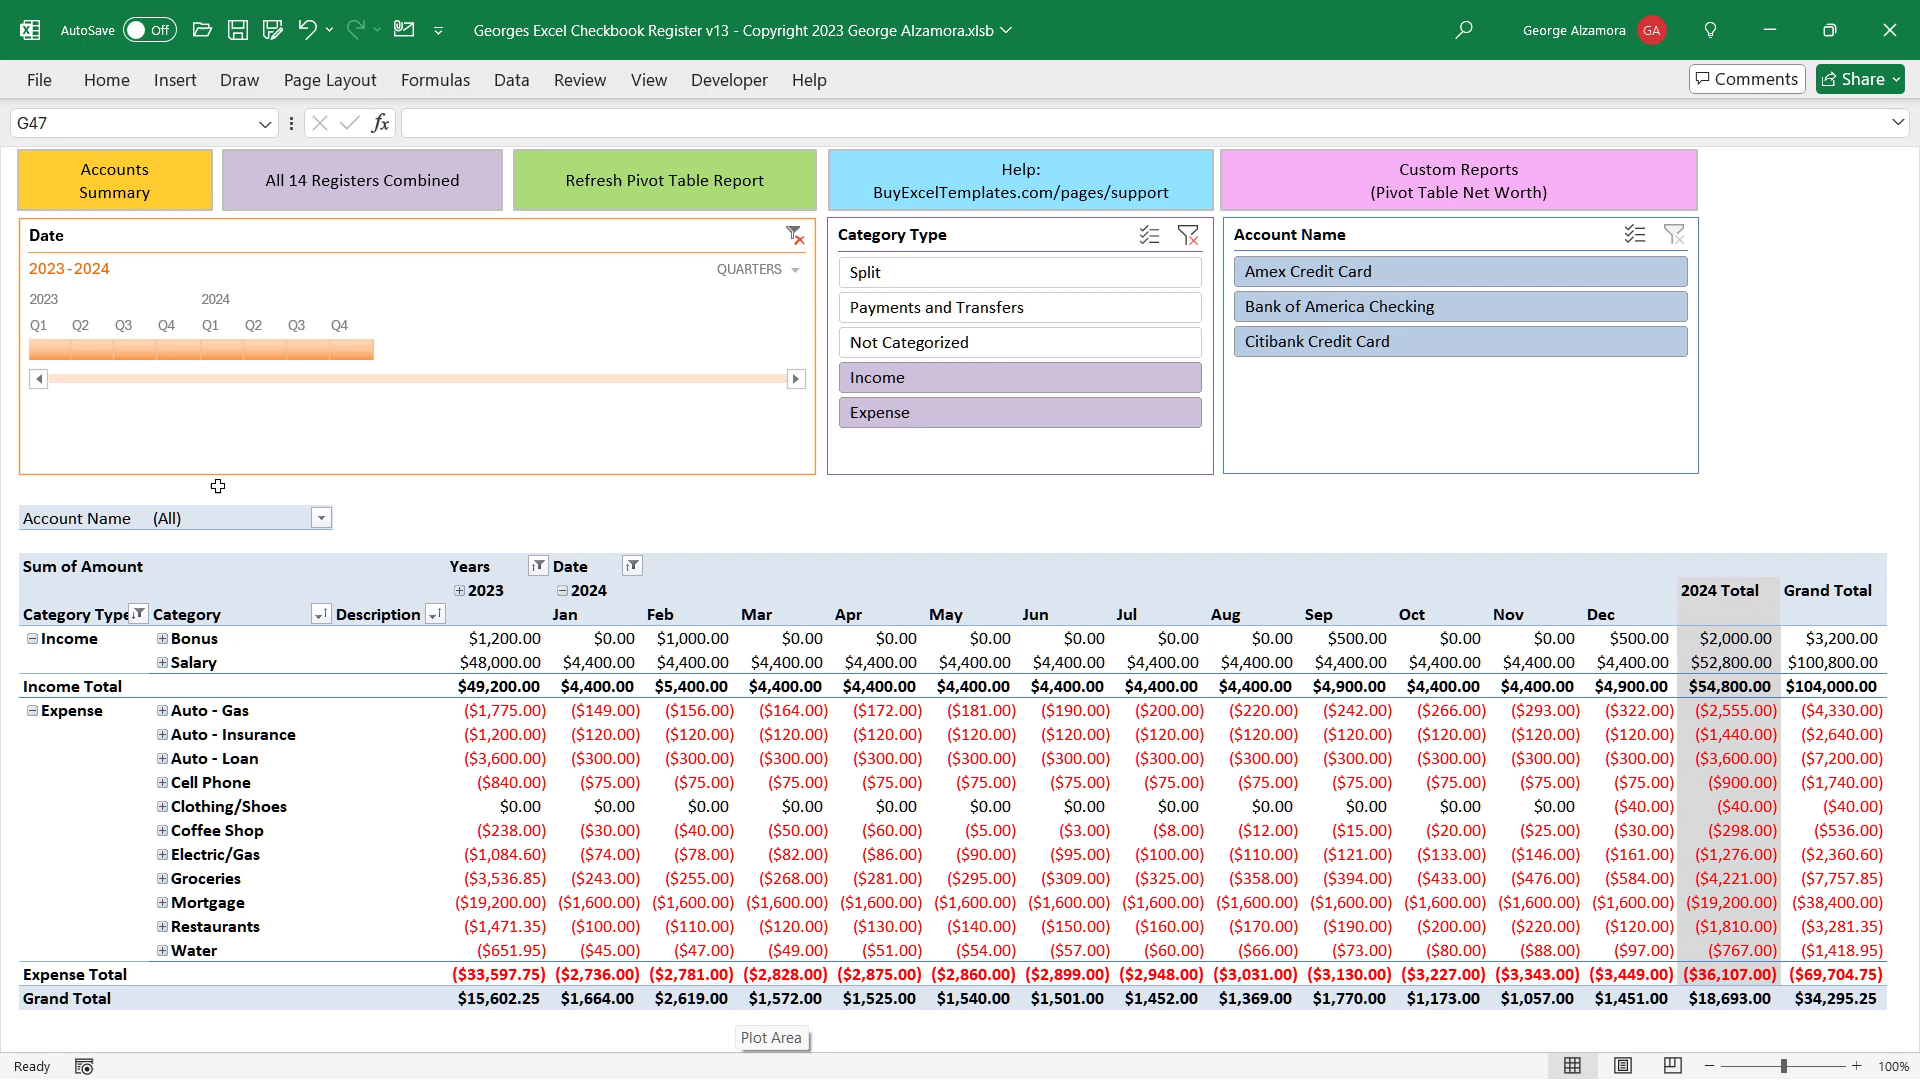 AutoSave Off Georges Excel Checkbook Register v13 - Copyright 2023 George Alzamora.xlsb George Alzamora GA
File Home Insert Draw Page Layout Formulas Data Review View Developer Help Comments Share
G47 fx
Accounts
Summary
All 14 Registers Combined
Refresh Pivot Table Report
Help:
BuyExcelTemplates.com/pages/support
Custom Reports
(Pivot Table Net Worth)
Date
2023 - 2024 QUARTERS
2023 2024
Q1 Q2 Q3 Q4 Q1 Q2 Q3 Q4
Category Type
Split
Payments and Transfers
Not Categorized
Income
Expense
Account Name
Amex Credit Card
Bank of America Checking
Citibank Credit Card
Account Name (All)
Sum of Amount Years Date
2023 2024 2024 Total Grand Total
Category Type Category Description Jan Feb Mar Apr May Jun Jul Aug Sep Oct Nov Dec
Income Bonus $1,200.00 $0.00 $1,000.00 $0.00 $0.00 $0.00 $0.00 $0.00 $0.00 $500.00 $0.00 $0.00 $500.00 $2,000.00 $3,200.00
Salary $48,000.00 $4,400.00 $4,400.00 $4,400.00 $4,400.00 $4,400.00 $4,400.00 $4,400.00 $4,400.00 $4,400.00 $4,400.00 $4,400.00 $4,400.00 $52,800.00 $100,800.00
Income Total $49,200.00 $4,400.00 $5,400.00 $4,400.00 $4,400.00 $4,400.00 $4,400.00 $4,400.00 $4,400.00 $4,900.00 $4,400.00 $4,400.00 $4,900.00 $54,800.00 $104,000.00
Expense Auto - Gas ($1,775.00) ($149.00) ($156.00) ($164.00) ($172.00) ($181.00) ($190.00) ($200.00) ($220.00) ($242.00) ($266.00) ($293.00) ($322.00) ($2,555.00) ($4,330.00)
Auto - Insurance ($1,200.00) ($120.00) ($120.00) ($120.00) ($120.00) ($120.00) ($120.00) ($120.00) ($120.00) ($120.00) ($120.00) ($120.00) ($120.00) ($1,440.00) ($2,640.00)
Auto - Loan ($3,600.00) ($300.00) ($300.00) ($300.00) ($300.00) ($300.00) ($300.00) ($300.00) ($300.00) ($300.00) ($300.00) ($300.00) ($300.00) ($3,600.00) ($7,200.00)
Cell Phone ($840.00) ($75.00) ($75.00) ($75.00) ($75.00) ($75.00) ($75.00) ($75.00) ($75.00) ($75.00) ($75.00) ($75.00) ($75.00) ($900.00) ($1,740.00)
Clothing/Shoes $0.00 $0.00 $0.00 $0.00 $0.00 $0.00 $0.00 $0.00 $0.00 $0.00 $0.00 $0.00 ($40.00) ($40.00) ($40.00)
Coffee Shop ($238.00) ($30.00) ($40.00) ($50.00) ($60.00) ($5.00) ($3.00) ($8.00) ($12.00) ($15.00) ($20.00) ($25.00) ($30.00) ($298.00) ($536.00)
Electric/Gas ($1,084.60) ($74.00) ($78.00) ($82.00) ($86.00) ($90.00) ($95.00) ($100.00) ($110.00) ($121.00) ($133.00) ($146.00) ($161.00) ($1,276.00) ($2,360.60)
Groceries ($3,536.85) ($243.00) ($255.00) ($268.00) ($281.00) ($295.00) ($309.00) ($325.00) ($358.00) ($394.00) ($433.00) ($476.00) ($584.00) ($4,221.00) ($7,757.85)
Mortgage ($19,200.00) ($1,600.00) ($1,600.00) ($1,600.00) ($1,600.00) ($1,600.00) ($1,600.00) ($1,600.00) ($1,600.00) ($1,600.00) ($1,600.00) ($1,600.00) ($1,600.00) ($19,200.00) ($38,400.00)
Restaurants ($1,471.35) ($100.00) ($110.00) ($120.00) ($130.00) ($140.00) ($150.00) ($160.00) ($170.00) ($190.00) ($200.00) ($220.00) ($120.00) ($1,810.00) ($3,281.35)
Water ($651.95) ($45.00) ($47.00) ($49.00) ($51.00) ($54.00) ($57.00) ($60.00) ($66.00) ($73.00) ($80.00) ($88.00) ($97.00) ($767.00) ($1,418.95)
Expense Total ($33,597.75) ($2,736.00) ($2,781.00) ($2,828.00) ($2,875.00) ($2,860.00) ($2,899.00) ($2,948.00) ($3,031.00) ($3,130.00) ($3,227.00) ($3,343.00) ($3,449.00) ($36,107.00) ($69,704.75)
Grand Total $15,602.25 $1,664.00 $2,619.00 $1,572.00 $1,525.00 $1,540.00 $1,501.00 $1,452.00 $1,369.00 $1,770.00 $1,173.00 $1,057.00 $1,451.00 $18,693.00 $34,295.25
Plot Area
Ready 100%